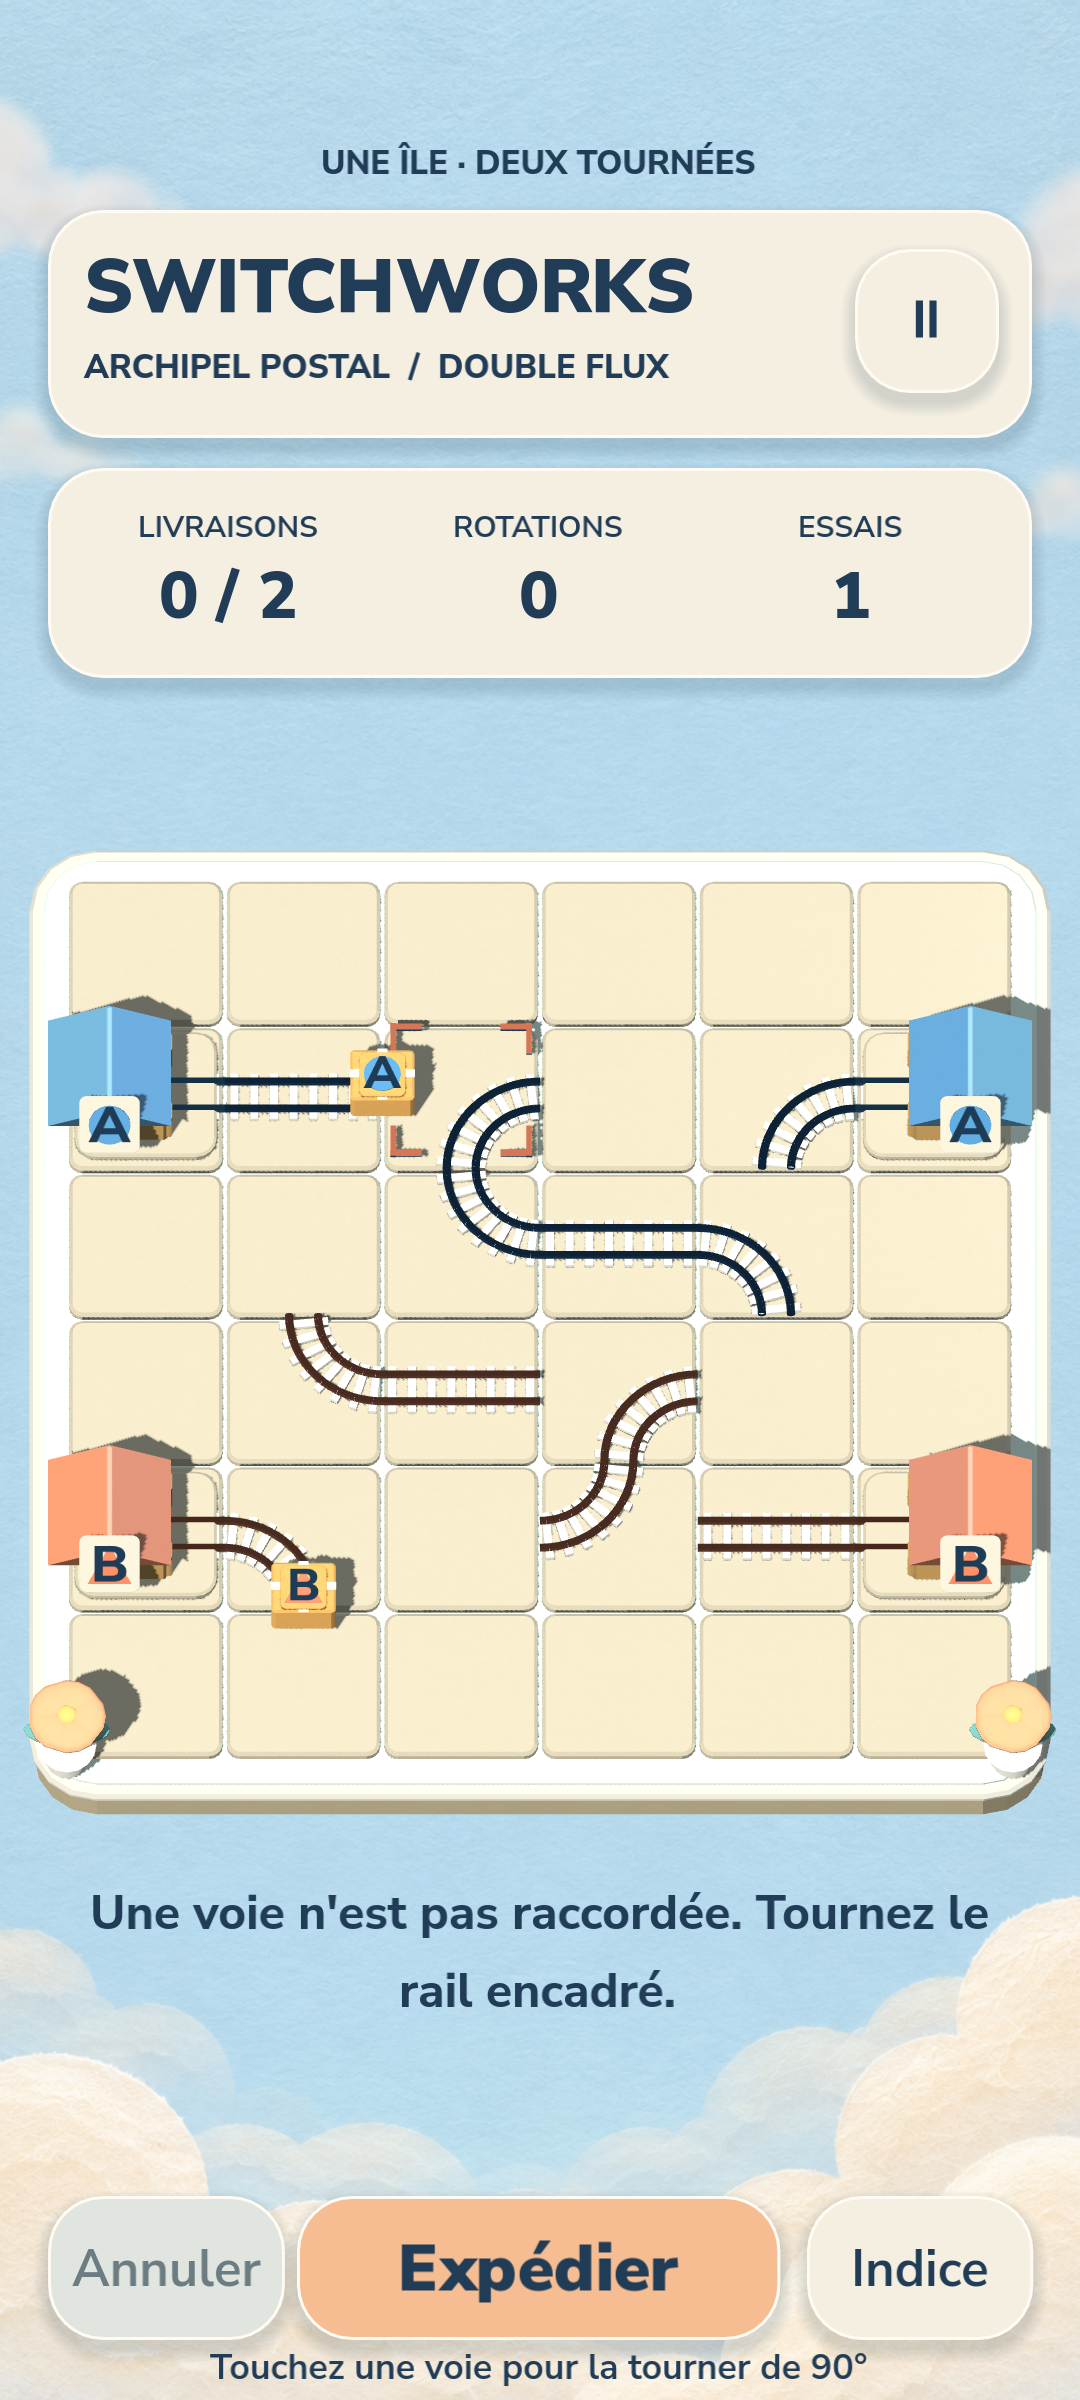 UNE ÎLE · DEUX TOURNÉES
SWITCHWORKS
II
ARCHIPEL POSTAL / DOUBLE FLUX
LIVRAISONS
ROTATIONS
ESSAIS
0 / 2
0
1
A
A
A
B
B
B
Une voie n'est pas raccordée. Tournez le
rail encadré.
Annuler
Expédier
Indice
Touchez une voie pour la tourner de 90°